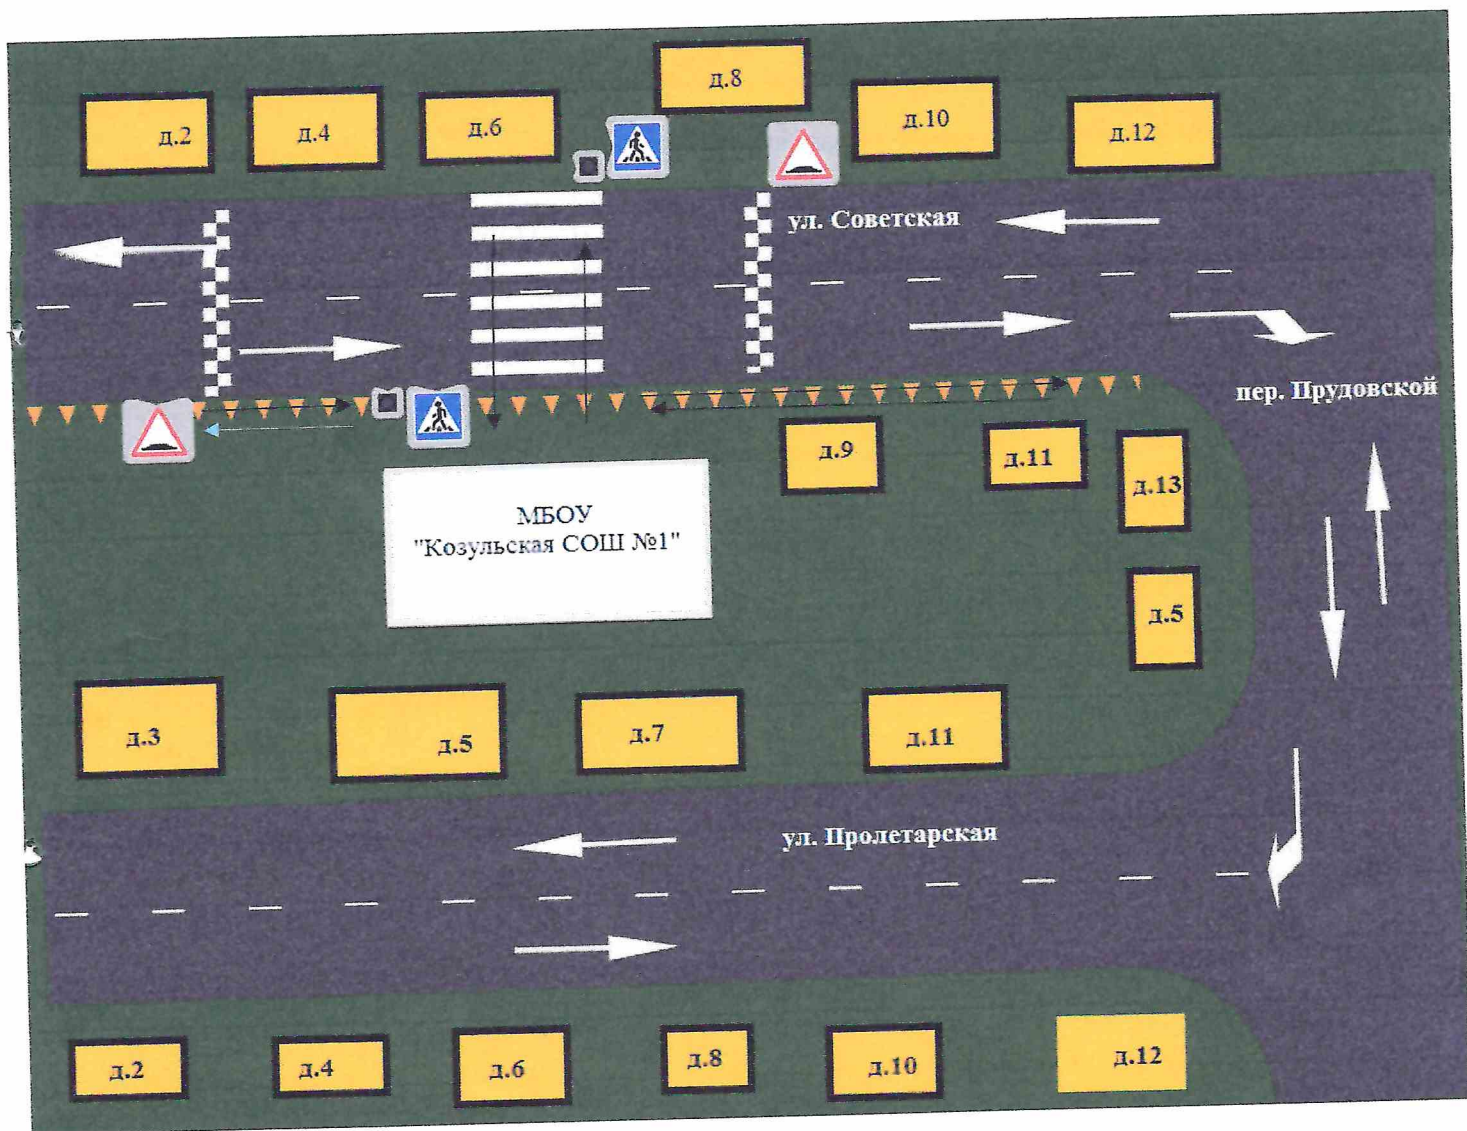 д.8
д.2
д.4
д.6
д.10
д.12
ул. Советская
пер. Прудовской
д.9
д.11
д.13
МБОУ
"Козульская СОШ №1"
д.5
д.3
д.5
д.7
д.11
ул. Пролетарская
д.2
д.4
д.6
д.8
д.10
д.12